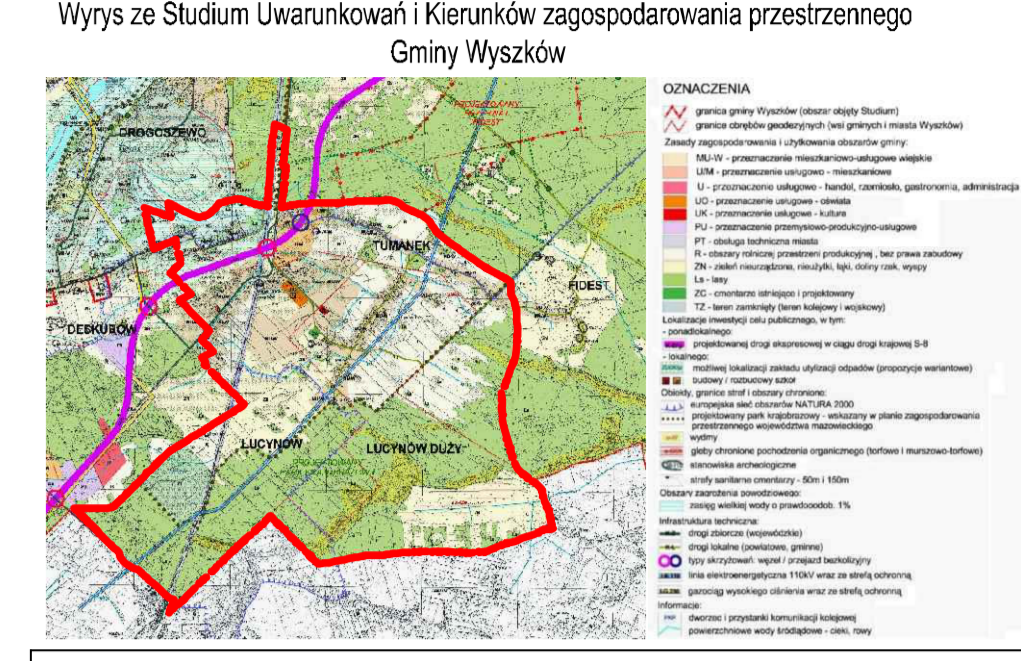 Wyrys ze Studium Uwarunkowań i Kierunków zagospodarowania przestrzennego
Gminy Wyszków
DROGOSZEWO
TUMANEK
FIDEST
DESKURÓW
LUCYNÓW
LUCYNÓW DUŻY
OZNACZENIA
granica gminy Wyszków (obszar objęty Studium)
granice obrębów geodezyjnych (wsi gminych i miasta Wyszków)
Zasady zagospodarowania i użytkowania obszarów gminy:
MU-W - przeznaczenie mieszkaniowo-usługowe wiejskie
U/M - przeznaczenie usługowo - mieszkaniowe
U - przeznaczenie usługowe - handel, rzemiosło, gastronomia, administracja
UO - przeznaczenie usługowe - oświata
UK - przeznaczenie usługowe - kultura
PU - przeznaczenie przemysłowo-produkcyjno-usługowe
PT - obsługa techniczna miasta
R - obszary rolniczej przestrzeni produkcyjnej , bez prawa zabudowy
ZN - zieleń nieurządzona, nieużytki, łąki, doliny rzek, wyspy
Ls - lasy
ZC - cmentarze istniejące i projektowany
TZ - teren zamknięty (teren kolejowy i wojskowy)
Lokalizacje inwestycji celu publicznego, w tym:
- ponadlokalnego:
projektowanej drogi ekspresowej w ciągu drogi krajowej S-8
- lokalnego:
możliwej lokalizacji zakładu utylizacji odpadów (propozycje wariantowe)
budowy / rozbudowy szkół
Obiekty, granice stref i obszary chronione:
europejska sieć obszarów NATURA 2000
projektowany park krajobrazowy - wskazany w planie zagospodarowania
przestrzennego województwa mazowieckiego
wydmy
gleby chronione pochodzenia organicznego (torfowe i murszowo-torfowe)
stanowiska archeologiczne
strefy sanitarne cmentarzy - 50m i 150m
Obszary zagrożenia powodziowego:
zasięg wielkiej wody o prawdopodob. 1%
Infrastruktura techniczna:
drogi zbiorcze (wojewódzkie)
drogi lokalne (powiatowe, gminne)
typy skrzyżowań: węzeł / przejazd bezkolizyjny
linia elektroenergetyczna 110kV wraz ze strefą ochronną
gazociąg wysokiego ciśnienia wraz ze strefą ochronną
Informacje:
PKP dworzec i przystanki komunikacji kolejowej
powierzchniowe wody śródlądowe - cieki, rowy